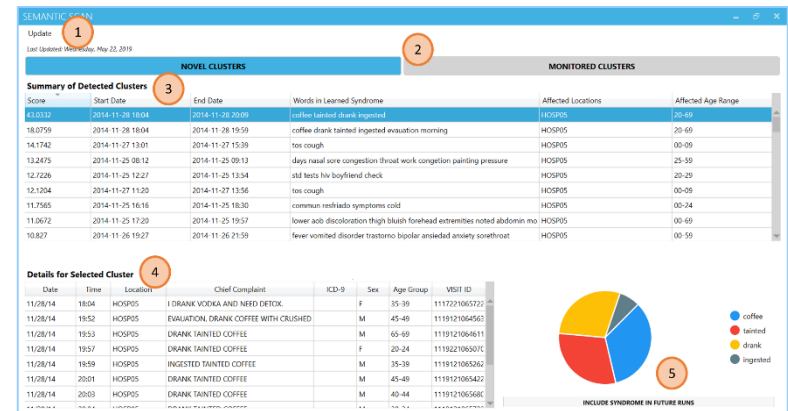 SEMANTIC SCAN
Update
1
Last Updated: Wednesday, May 22, 2019
2
NOVEL CLUSTERS MONITORED CLUSTERS
Summary of Detected Clusters
3
Score Start Date End Date Words in Learned Syndrome Affected Locations Affected Age Range
43.0332 2014-11-28 18:04 2014-11-28 20:09 coffee tainted drank ingested HOSP05 20-69
18.0759 2014-11-28 18:04 2014-11-28 19:59 coffee drank tainted ingested evauation morning HOSP05 20-69
14.1742 2014-11-27 13:01 2014-11-27 15:39 tos cough HOSP05 00-09
13.2475 2014-11-25 08:12 2014-11-25 09:13 days nasal sore congestion throat work congetion painting pressure HOSP05 25-59
12.7226 2014-11-25 12:27 2014-11-25 13:54 std tests hiv boyfriend check HOSP05 20-29
12.1204 2014-11-27 11:20 2014-11-27 13:56 tos cough HOSP05 00-09
11.7565 2014-11-25 16:16 2014-11-25 18:30 commun resfriado symptoms cold HOSP05 00-24
11.0672 2014-11-25 17:20 2014-11-25 19:57 lower aob discoloration thigh bluish forehead extremities noted abdomin mo HOSP05 00-69
10.827 2014-11-26 19:27 2014-11-26 21:59 fever vomited disorder trastorno bipolar ansiedad anxiety sorethroat HOSP05 00-59
Details for Selected Cluster
4
Date Time Location Chief Complaint ICD-9 Sex Age Group VISIT ID
11/28/14 18:04 HOSP05 I DRANK VODKA AND NEED DETOX. F 35-39 1117221065722
11/28/14 19:52 HOSP05 EVAUATION, DRANK COFFEE WITH CRUSHED M 45-49 1119121064563
11/28/14 19:53 HOSP05 DRANK TAINTED COFFEE M 65-69 1119121064611
11/28/14 19:57 HOSP05 DRANK TAINTED COFFEE F 20-24 111922106507
11/28/14 19:59 HOSP05 INGESTED TAINTED COFFEE M 35-39 1119121065262
11/28/14 20:01 HOSP05 DRANK TAINTED COFFEE M 45-49 1119121065422
11/28/14 20:03 HOSP05 DRANK TAINTED COFFEE M 40-44 111912106568
coffee
tainted
drank
ingested
5
INCLUDE SYNDROME IN FUTURE RUNS